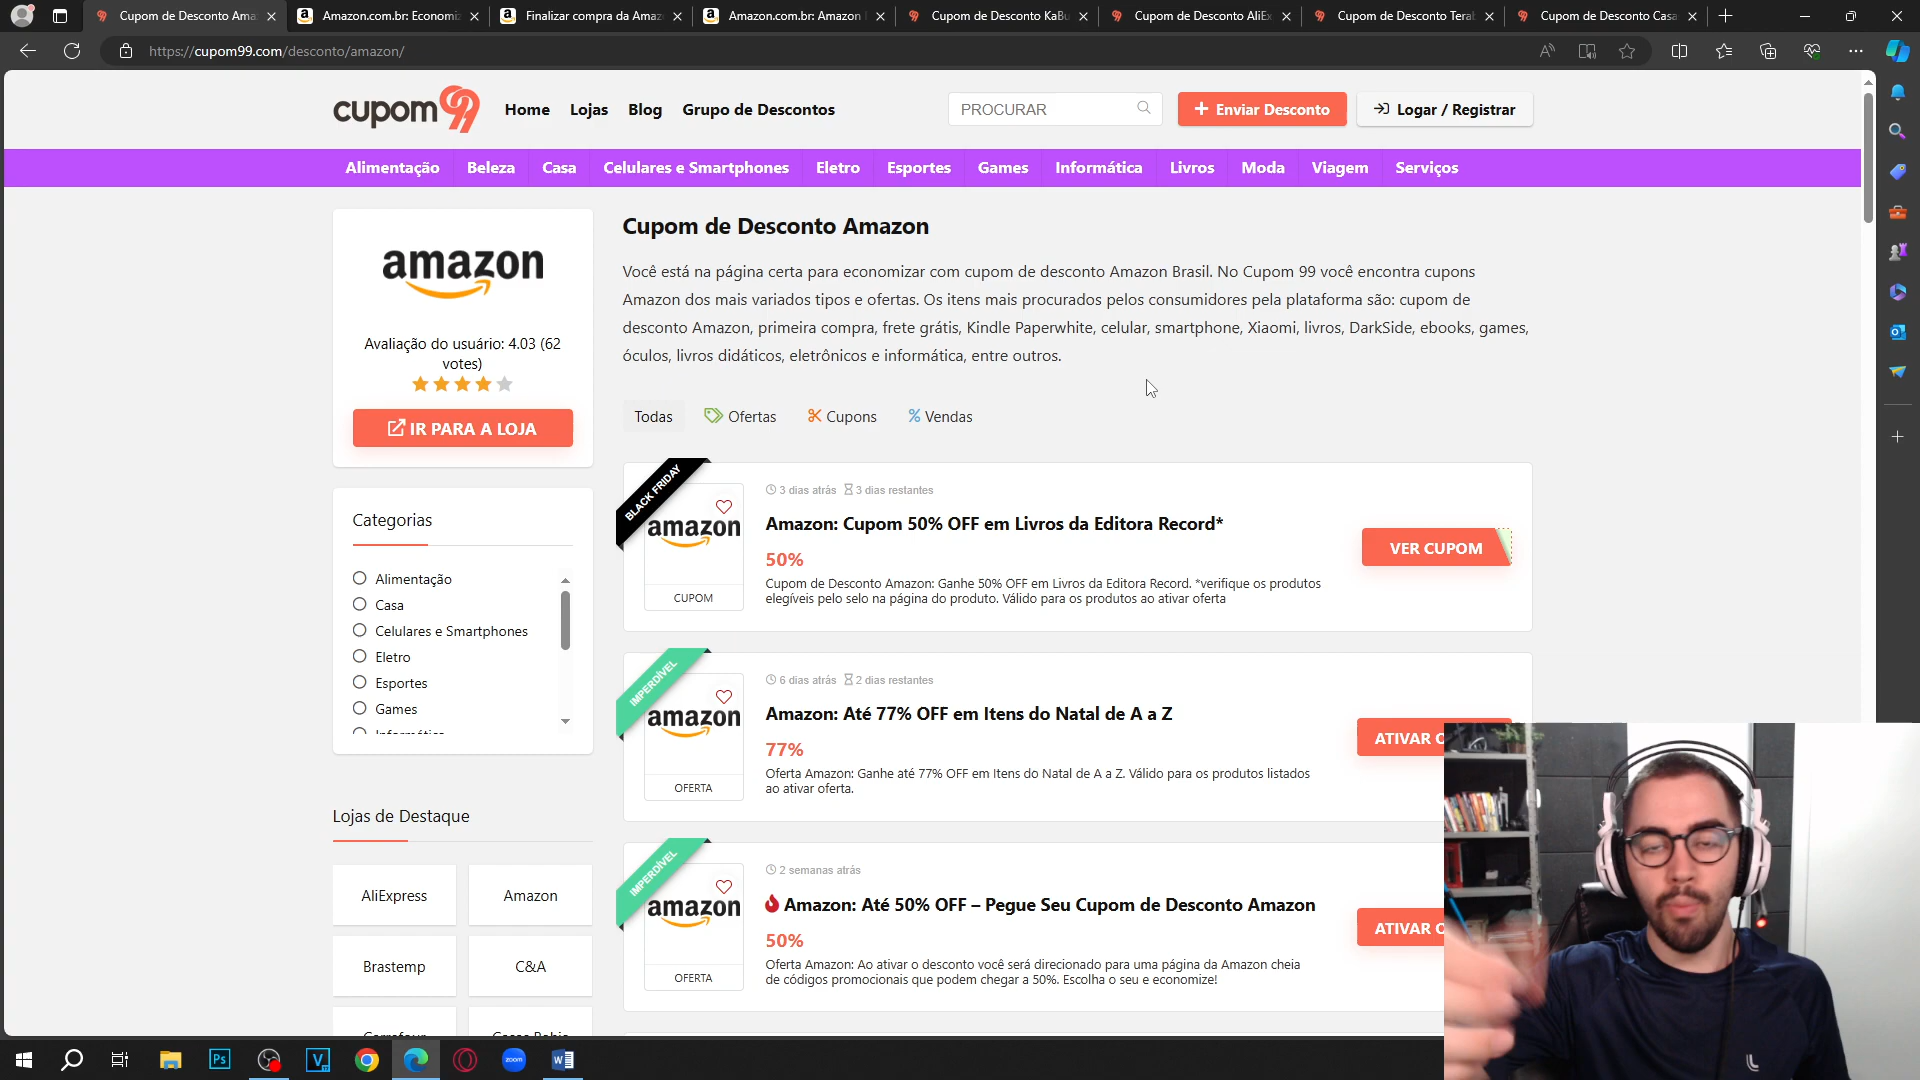 Cupom de Desconto Ama
Amazon.com.br: Economi
Finalizar compra da Amaz
Amazon.com.br: Amazon
Cupom de Desconto KaBu
Cupom de Desconto AliEx
Cupom de Desconto Terab
Cupom de Desconto Casa
https://cupom99.com/desconto/amazon/
cupom99
Home
Lojas
Blog
Grupo de Descontos
PROCURAR
+ Enviar Desconto
Logar / Registrar
Alimentação
Beleza
Casa
Celulares e Smartphones
Eletro
Esportes
Games
Informática
Livros
Moda
Viagem
Serviços
amazon
Avaliação do usuário: 4.03 (62
votes)
IR PARA A LOJA
Categorias
Alimentação
Casa
Celulares e Smartphones
Eletro
Esportes
Games
Informática
Lojas de Destaque
AliExpress
Amazon
Brastemp
C&A
Carrefour
Casas Bahia
Cupom de Desconto Amazon
Você está na página certa para economizar com cupom de desconto Amazon Brasil. No Cupom 99 você encontra cupons
Amazon dos mais variados tipos e ofertas. Os itens mais procurados pelos consumidores pela plataforma são: cupom de
desconto Amazon, primeira compra, frete grátis, Kindle Paperwhite, celular, smartphone, Xiaomi, livros, DarkSide, ebooks, games,
óculos, livros didáticos, eletrônicos e informática, entre outros.
Todas
Ofertas
Cupons
Vendas
BLACK FRIDAY
amazon
CUPOM
3 dias atrás
3 dias restantes
Amazon: Cupom 50% OFF em Livros da Editora Record*
50%
Cupom de Desconto Amazon: Ganhe 50% OFF em Livros da Editora Record. *verifique os produtos
elegíveis pelo selo na página do produto. Válido para os produtos ao ativar oferta
VER CUPOM
IMPERDÍVEL
amazon
OFERTA
6 dias atrás
2 dias restantes
Amazon: Até 77% OFF em Itens do Natal de A a Z
77%
Oferta Amazon: Ganhe até 77% OFF em Itens do Natal de A a Z. Válido para os produtos listados
ao ativar oferta.
ATIVAR O
IMPERDÍVEL
amazon
OFERTA
2 semanas atrás
Amazon: Até 50% OFF – Pegue Seu Cupom de Desconto Amazon
50%
Oferta Amazon: Ao ativar o desconto você será direcionado para uma página da Amazon cheia
de códigos promocionais que podem chegar a 50%. Escolha o seu e economize!
ATIVAR O
Ps
V
zoom
W